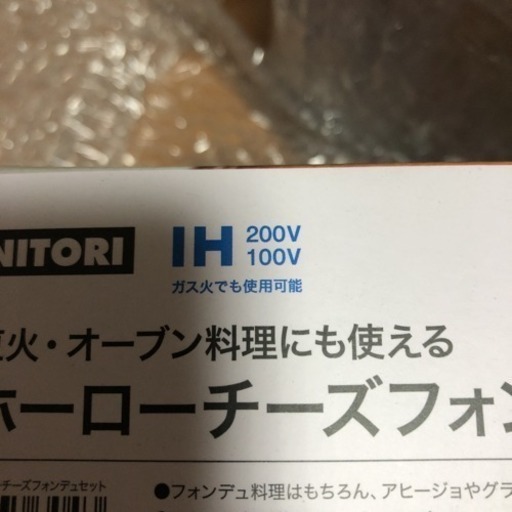 NITORI
IH 200V 100V
ガス火でも使用可能
火・オーブン料理にも使える
ーローチーズフォン
チーズフォンデュセット
●フォンデュ料理はもちろん、アヒージョやグラ